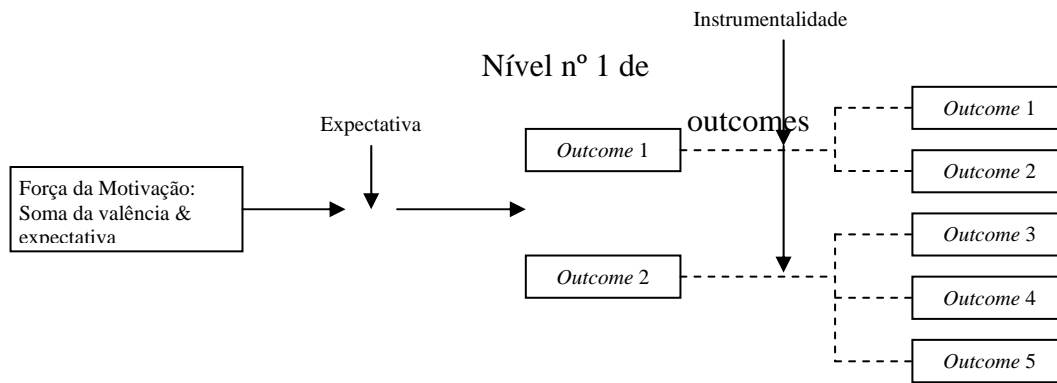 Instrumentalidade
Nível nº 1 de
outcomes
Expectativa
Força da Motivação:
Soma da valência &
expectativa
Outcome 1
Outcome 2
Outcome 1
Outcome 2
Outcome 3
Outcome 4
Outcome 5